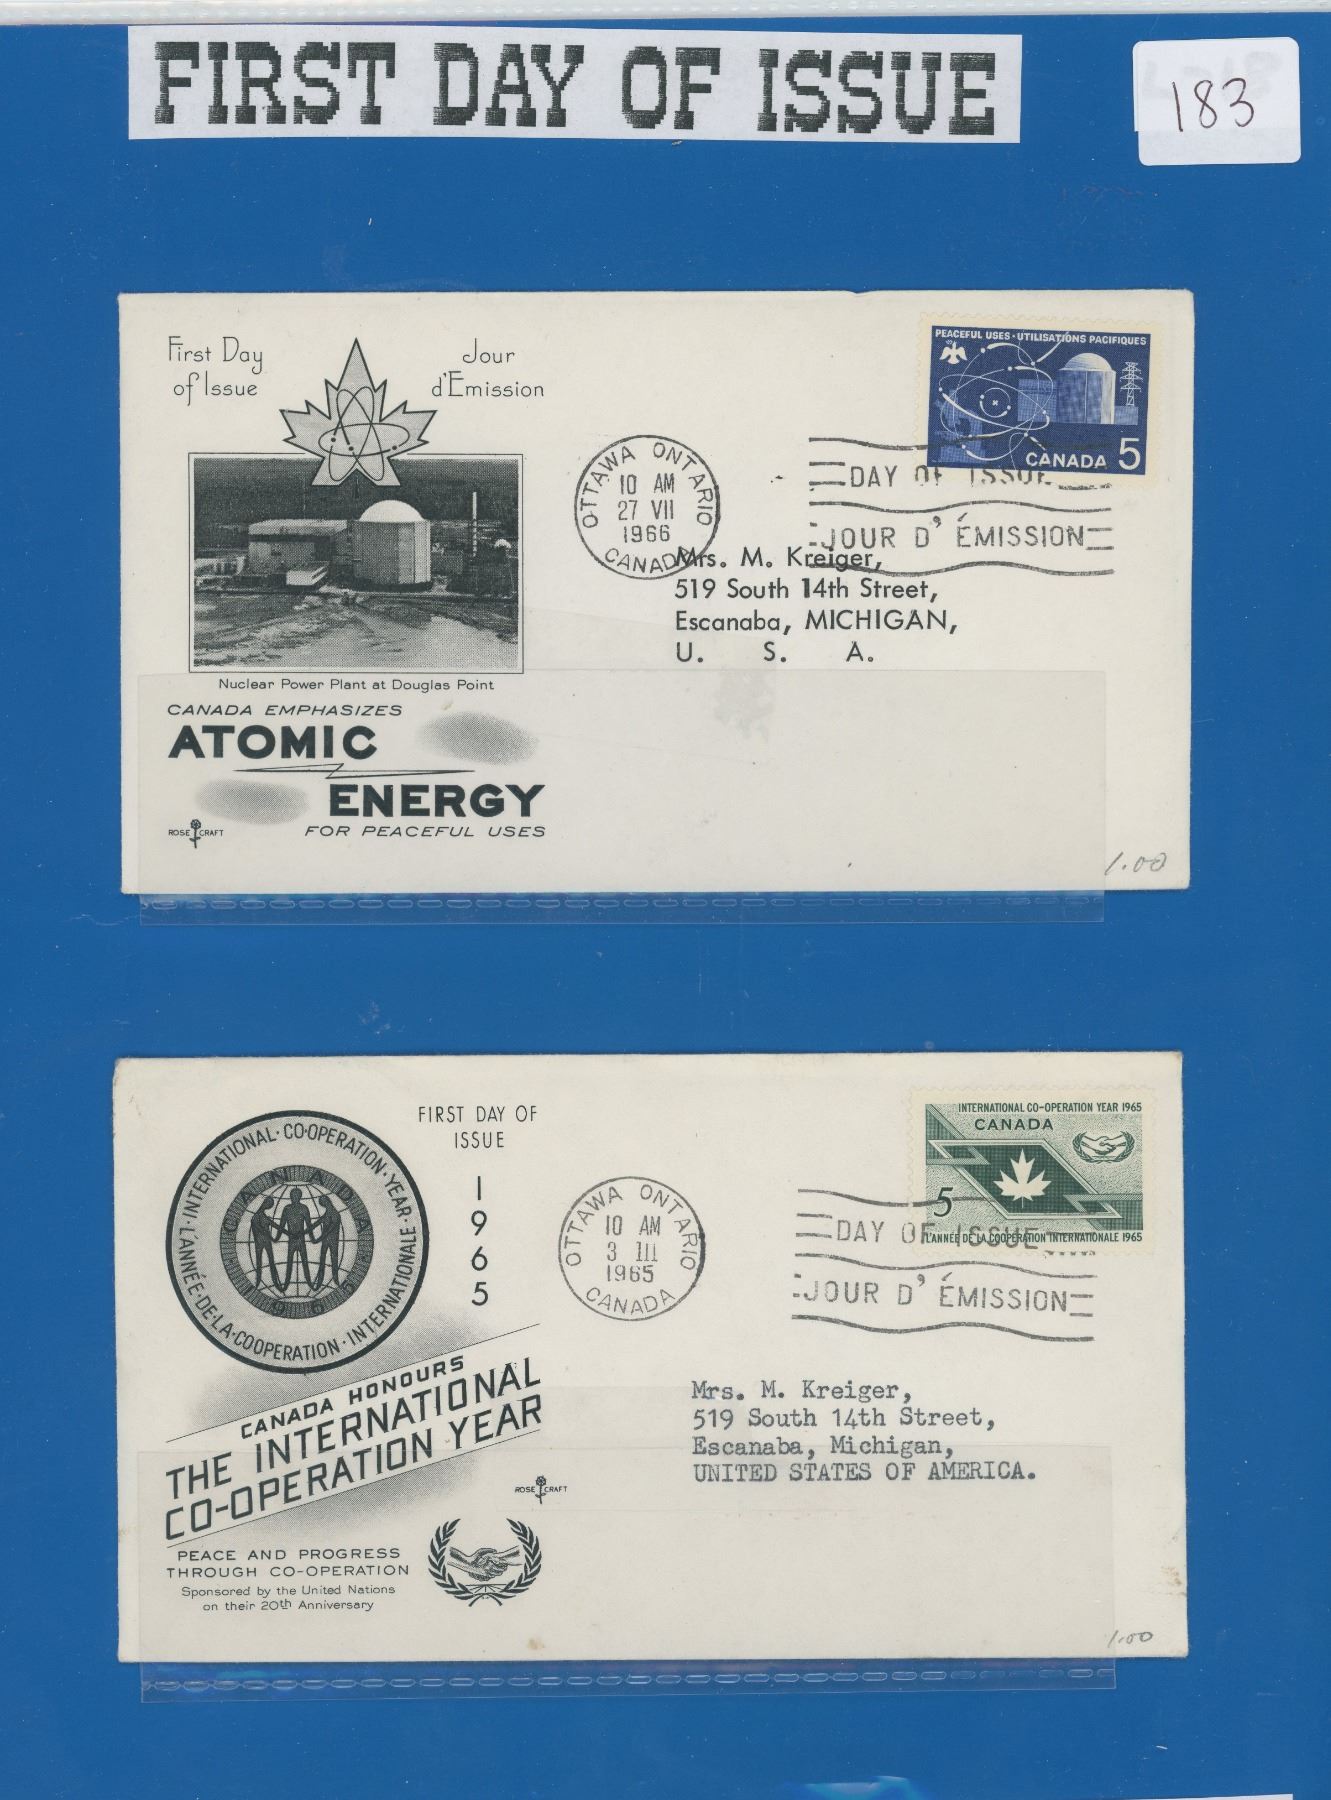 FIRST DAY OF ISSUE
183
First Day
of Issue
Jour
d'Emission
Nuclear Power Plant at Douglas Point
CANADA EMPHASIZES
ATOMIC
ENERGY
FOR PEACEFUL USES
ROSE CRAFT
OTTAWA ONTARIO
10 AM
27 VII
1966
CANADA
PEACEFUL USES · UTILISATIONS PACIFIQUES
CANADA 5
DAY OF ISSUE
JOUR D' ÉMISSION
Mrs. M. Kreiger,
519 South 14th Street,
Escanaba, MICHIGAN,
U. S. A.
1.00
INTERNATIONAL · CO-OPERATION · YEAR ·
L'ANNÉE · DE · LA · COOPERATION · INTERNATIONALE
CANADA
1965
FIRST DAY OF
ISSUE
1
9
6
5
CANADA HONOURS
THE INTERNATIONAL
CO-OPERATION YEAR
PEACE AND PROGRESS
THROUGH CO-OPERATION
Sponsored by the United Nations
on their 20th Anniversary
ROSE CRAFT
OTTAWA ONTARIO
10 AM
3 III
1965
CANADA
INTERNATIONAL CO-OPERATION YEAR 1965
CANADA
5
L'ANNÉE DE LA COOPÉRATION INTERNATIONALE 1965
DAY OF ISSUE
JOUR D' ÉMISSION
Mrs. M. Kreiger,
519 South 14th Street,
Escanaba, Michigan,
UNITED STATES OF AMERICA.
1.00